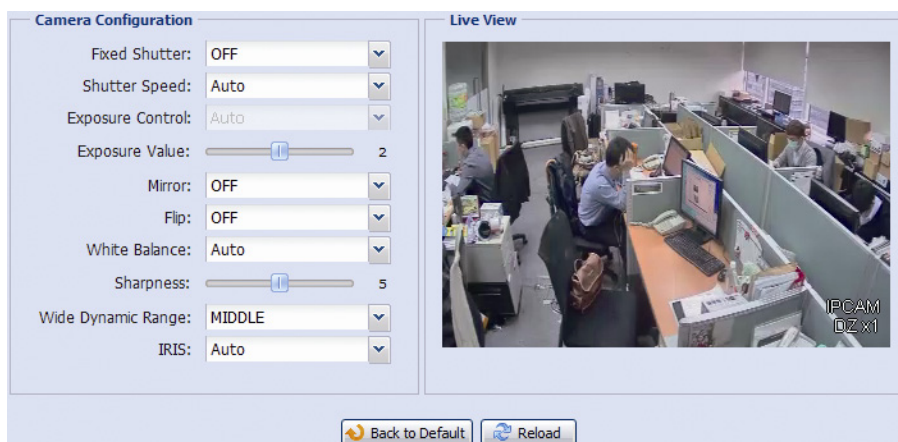 Camera Configuration
Fixed Shutter: OFF
Shutter Speed: Auto
Exposure Control: Auto
Exposure Value: 2
Mirror: OFF
Flip: OFF
White Balance: Auto
Sharpness: 5
Wide Dynamic Range: MIDDLE
IRIS: Auto
Live View
IPCAM
DZ x1
Back to Default
Reload